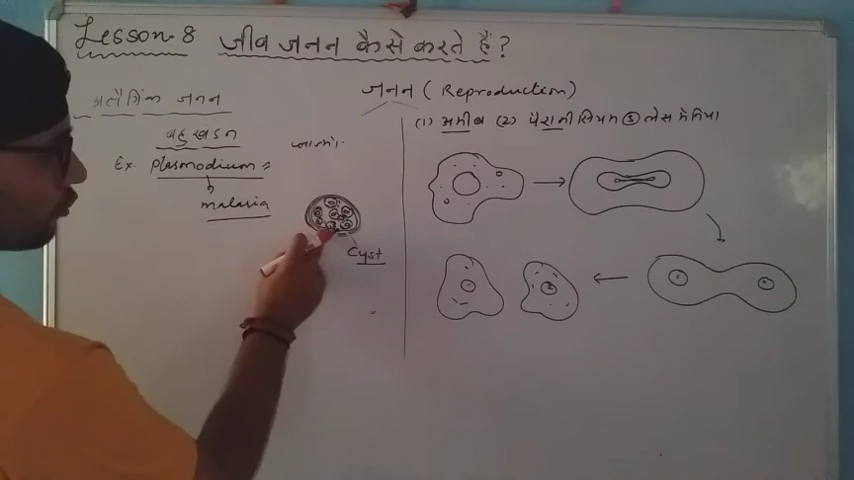 Lesson-8 जीव जनन कैसे करते हैं?
जनन (Reproduction)
अलैंगिक जनन
बहुखंडन
Ex. plasmodium =
malaria
Cyst
(1) अमीब (2) पैरामीसियम ③ लेसमेनिया